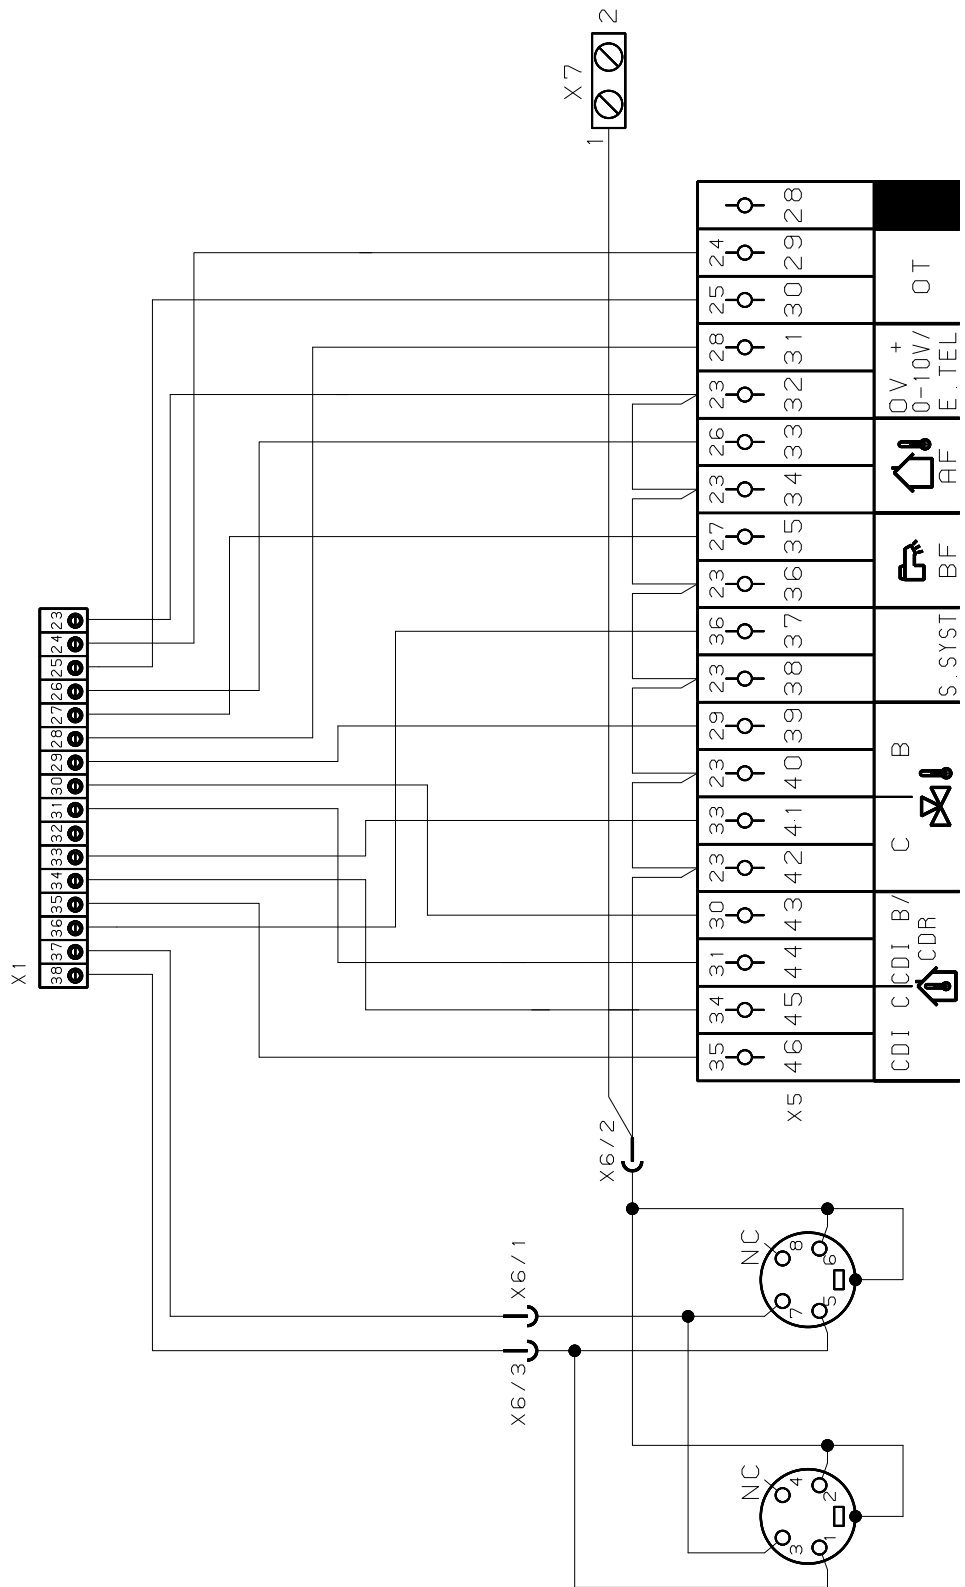 X7
1
2
X1
23
24
25
26
27
28
29
30
31
32
33
34
35
36
37
38
28
24 29
25 30
28 31
23 32
26 33
23 34
27 35
23 36
36 37
23 38
29 39
23 40
33 41
23 42
30 43
31 44
34 45
35 46
X5
OT
0V +
0-10V/
E.TEL
AF
BF
S.SYST
B
C
CDI B/
CDR
CDI C
X6/2
X6/1
X6/3
NC
8
6
7
5
NC
4
2
3
1